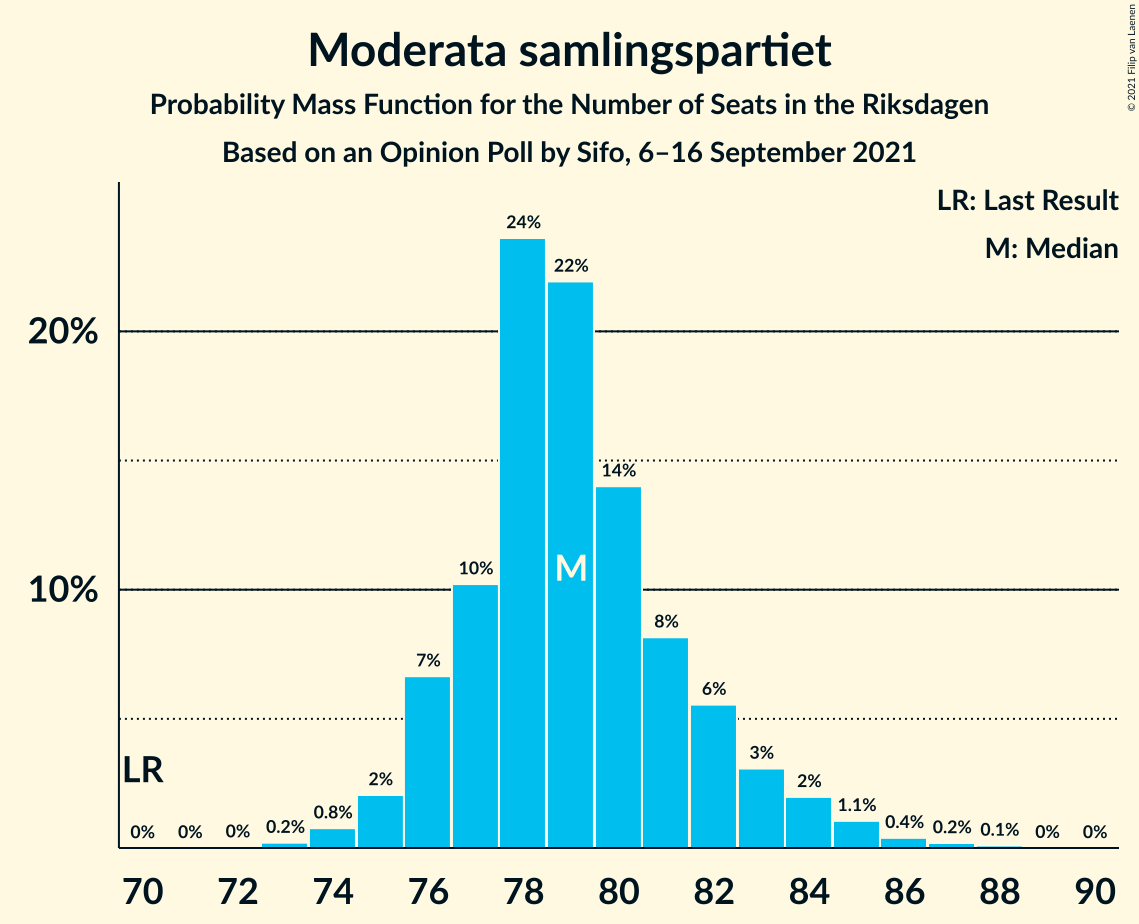 Moderata samlingspartiet
Probability Mass Function for the Number of Seats in the Riksdagen
Based on an Opinion Poll by Sifo, 6–16 September 2021
© 2021 Filip van Laenen
LR: Last Result
M: Median
20%
10%
24%
22%
14%
10%
8%
7%
6%
3%
2%
2%
1.1%
0.8%
0.4%
0.2%
0.2%
0.1%
0%
0%
0%
0%
0%
M
LR
70 72 74 76 78 80 82 84 86 88 90